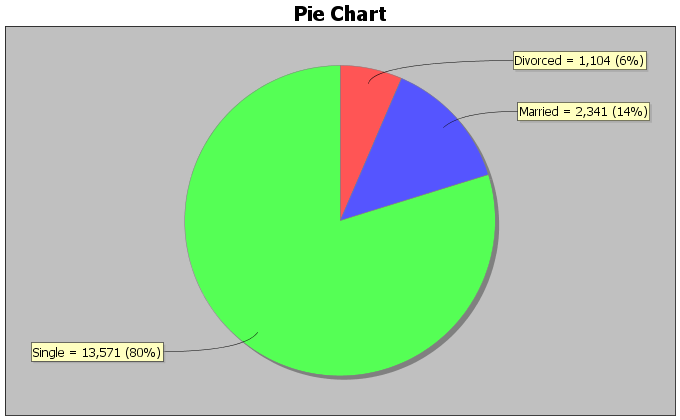 Pie Chart
Divorced = 1,104 (6%)
Married = 2,341 (14%)
Single = 13,571 (80%)